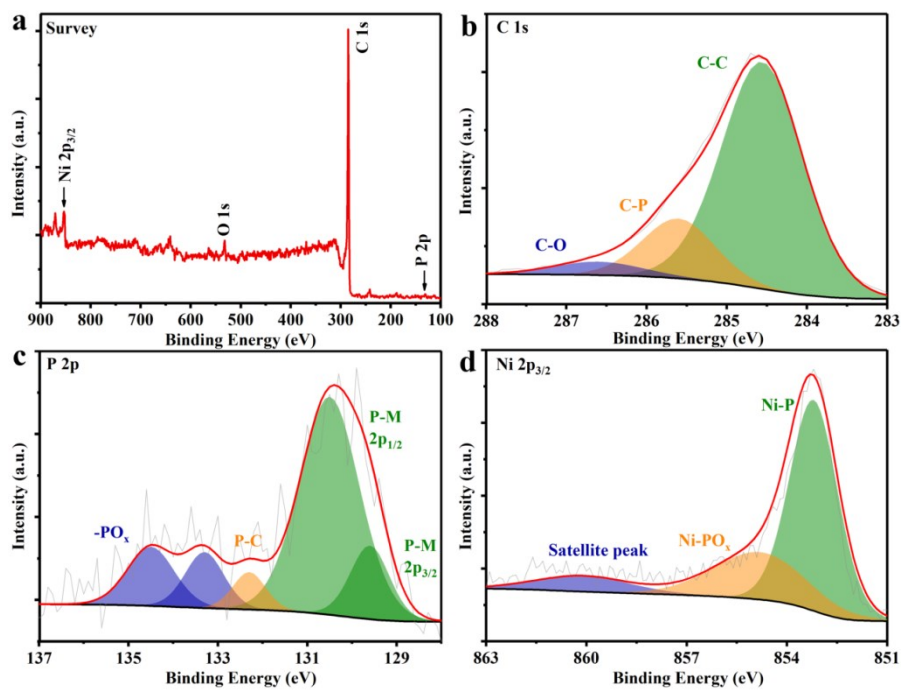 a
Survey
C 1s
Ni 2p3/2
O 1s
P 2p
Intensity (a.u.)
900 800 700 600 500 400 300 200 100
Binding Energy (eV)
b
C 1s
C-C
C-P
C-O
Intensity (a.u.)
288 287 286 285 284 283
Binding Energy (eV)
c
P 2p
P-M
2p1/2
-POx
P-C
P-M
2p3/2
Intensity (a.u.)
137 135 133 131 129
Binding Energy (eV)
d
Ni 2p3/2
Ni-P
Ni-POx
Satellite peak
Intensity (a.u.)
863 860 857 854 851
Binding Energy (eV)